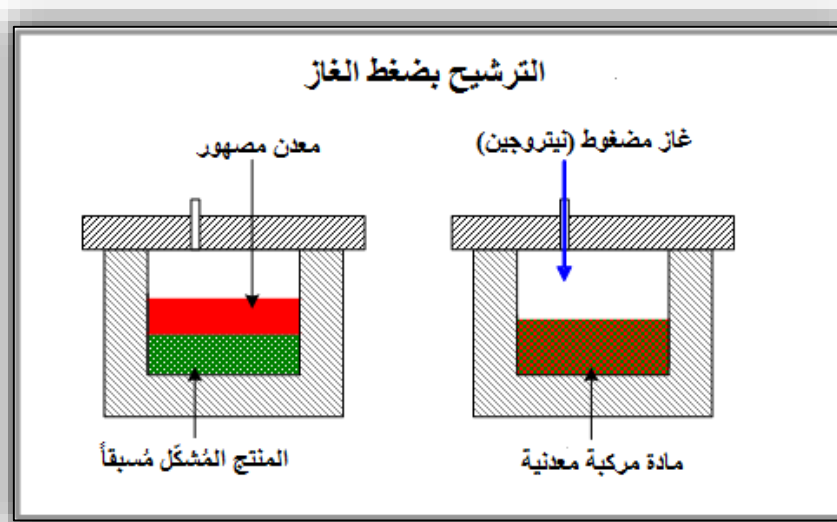 الترشيح بضغط الغاز
غاز مضغوط (نيتروجين)
معدن مصهور
مادة مركبة معدنية
المنتج المُشكّل مُسبقاً